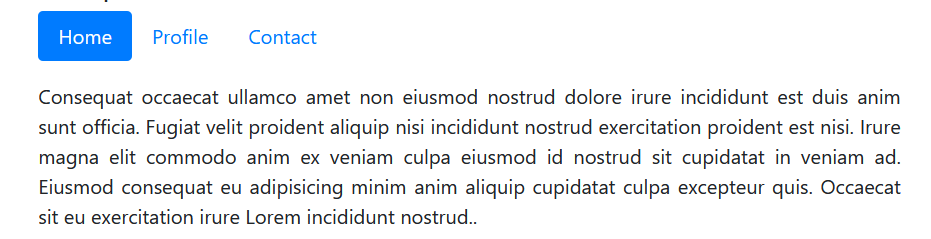 Home Profile Contact
Consequat occaecat ullamco amet non eiusmod nostrud dolore irure incididunt est duis anim
sunt officia. Fugiat velit proident aliquip nisi incididunt nostrud exercitation proident est nisi. Irure
magna elit commodo anim ex veniam culpa eiusmod id nostrud sit cupidatat in veniam ad.
Eiusmod consequat eu adipisicing minim anim aliquip cupidatat culpa excepteur quis. Occaecat
sit eu exercitation irure Lorem incididunt nostrud..